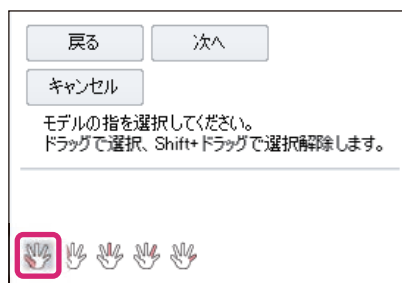 戻る
次へ
キャンセル
モデルの指を選択してください。
ドラッグで選択、Shift+ドラッグで選択解除します。